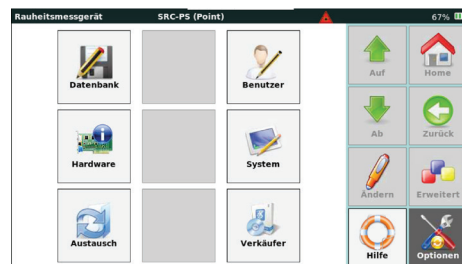 Rauheitsmessgerät SRC-PS (Point) 67%
Datenbank Benutzer
Auf Home
Hardware System
Ab Zurück
Ändern Erweitert
Austausch Verkäufer
Hilfe Optionen